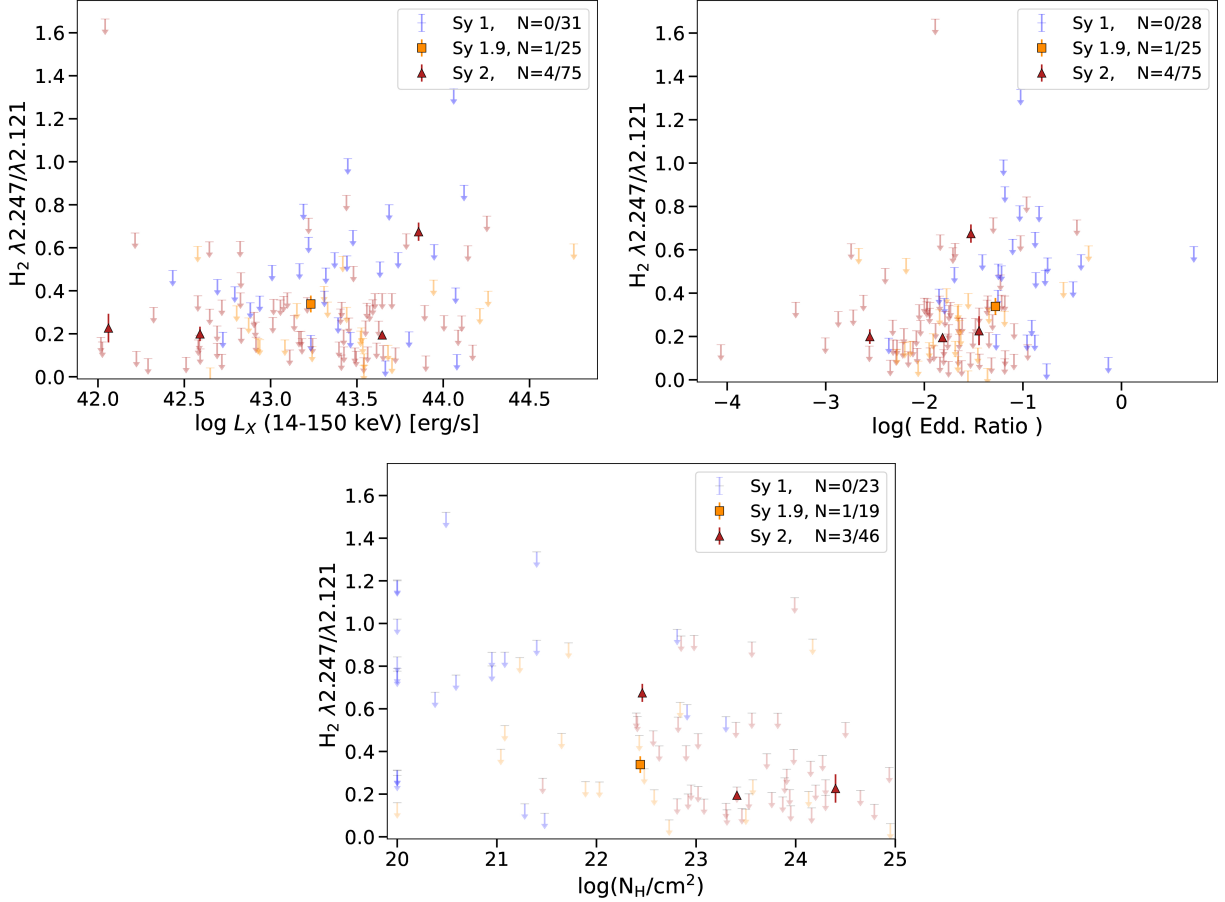 H₂ λ2.247/λ2.121
1.6
1.4
1.2
1.0
0.8
0.6
0.4
0.2
0.0
Sy 1, N=0/31
Sy 1.9, N=1/25
Sy 2, N=4/75
42.0 42.5 43.0 43.5 44.0 44.5
log L_X (14-150 keV) [erg/s]
H₂ λ2.247/λ2.121
1.6
1.4
1.2
1.0
0.8
0.6
0.4
0.2
0.0
Sy 1, N=0/28
Sy 1.9, N=1/25
Sy 2, N=4/75
−4 −3 −2 −1 0
log( Edd. Ratio )
H₂ λ2.247/λ2.121
1.6
1.4
1.2
1.0
0.8
0.6
0.4
0.2
0.0
Sy 1, N=0/23
Sy 1.9, N=1/19
Sy 2, N=3/46
20 21 22 23 24 25
log(N_H/cm²)